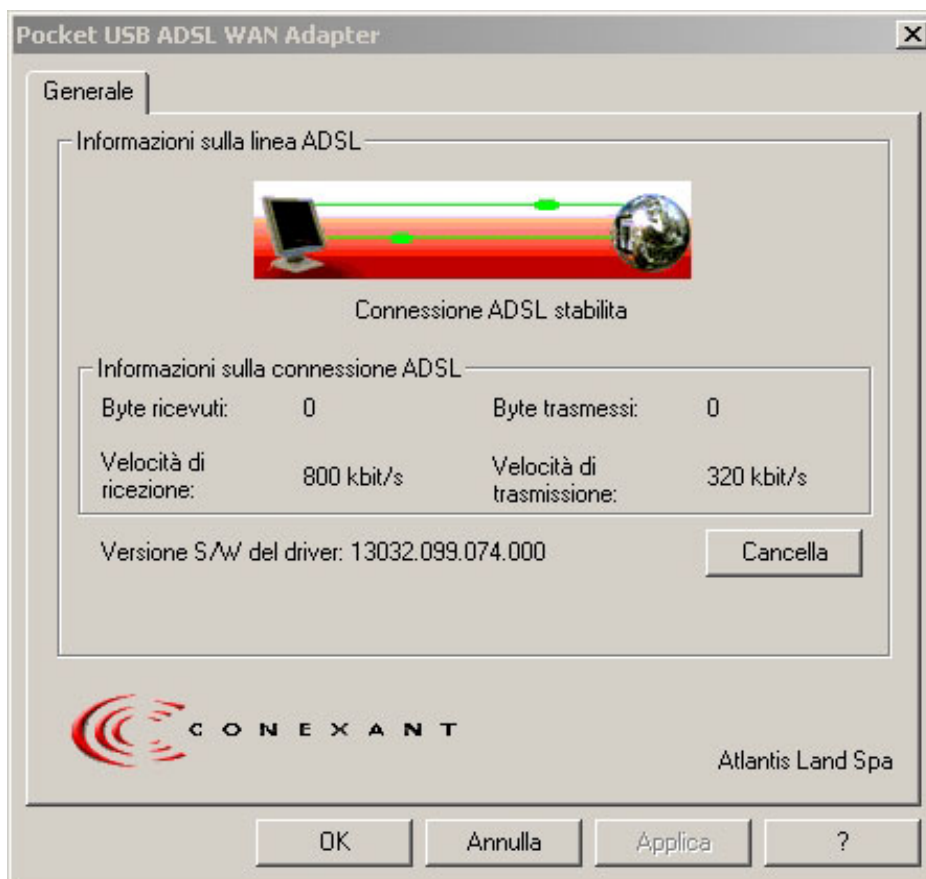 Pocket USB ADSL WAN Adapter
Generale
Informazioni sulla linea ADSL
Connessione ADSL stabilita
Informazioni sulla connessione ADSL
Byte ricevuti: 0 Byte trasmessi: 0
Velocità di ricezione: 800 kbit/s Velocità di trasmissione: 320 kbit/s
Versione S/W del driver: 13032.099.074.000 Cancella
CONEXANT
Atlantis Land Spa
OK Annulla Applica ?